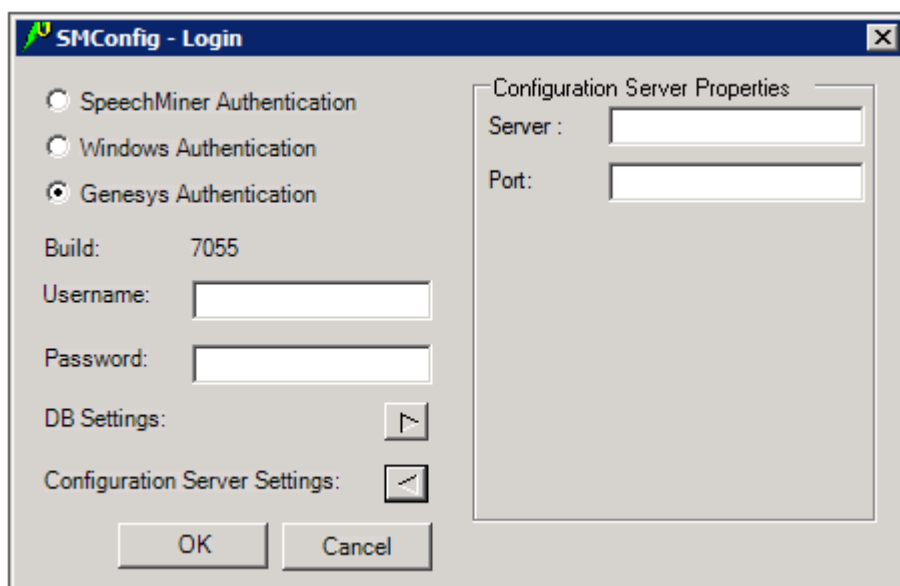 SMConfig - Login
SpeechMiner Authentication
Windows Authentication
Genesys Authentication
Build: 7055
Username:
Password:
DB Settings:
Configuration Server Settings:
OK Cancel
Configuration Server Properties
Server :
Port: